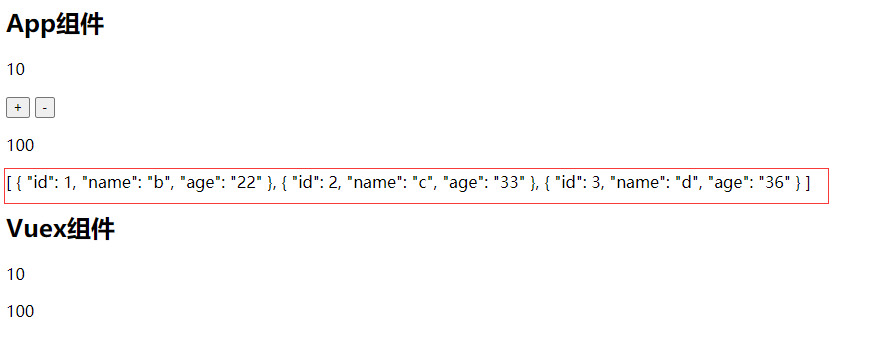 App组件
10
+ -
100
[ { "id": 1, "name": "b", "age": "22" }, { "id": 2, "name": "c", "age": "33" }, { "id": 3, "name": "d", "age": "36" } ]
Vuex组件
10
100